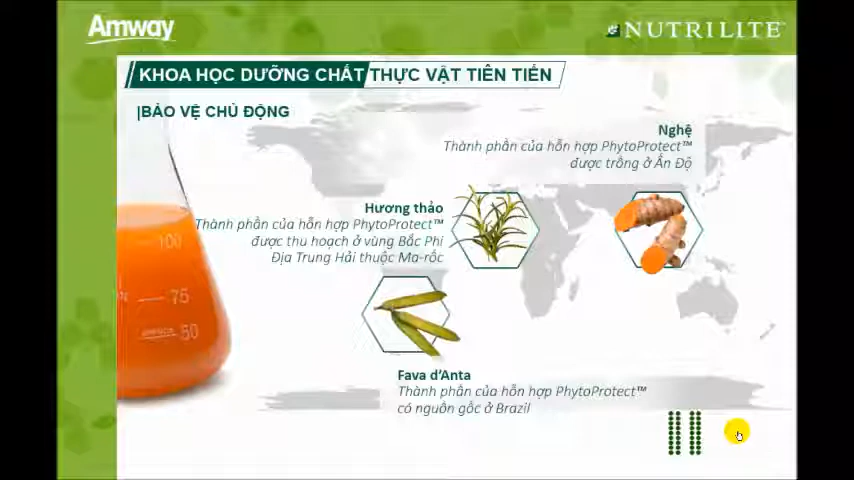 Amway
NUTRILITE
KHOA HỌC DƯỠNG CHẤT THỰC VẬT TIÊN TIẾN
|BẢO VỆ CHỦ ĐỘNG
Nghệ
Thành phần của hỗn hợp PhytoProtect™
được trồng ở Ấn Độ
Hương thảo
Thành phần của hỗn hợp PhytoProtect™
được thu hoạch ở vùng Bắc Phi
Địa Trung Hải thuộc Ma-rốc
100
75
50
Fava d'Anta
Thành phần của hỗn hợp PhytoProtect™
có nguồn gốc ở Brazil